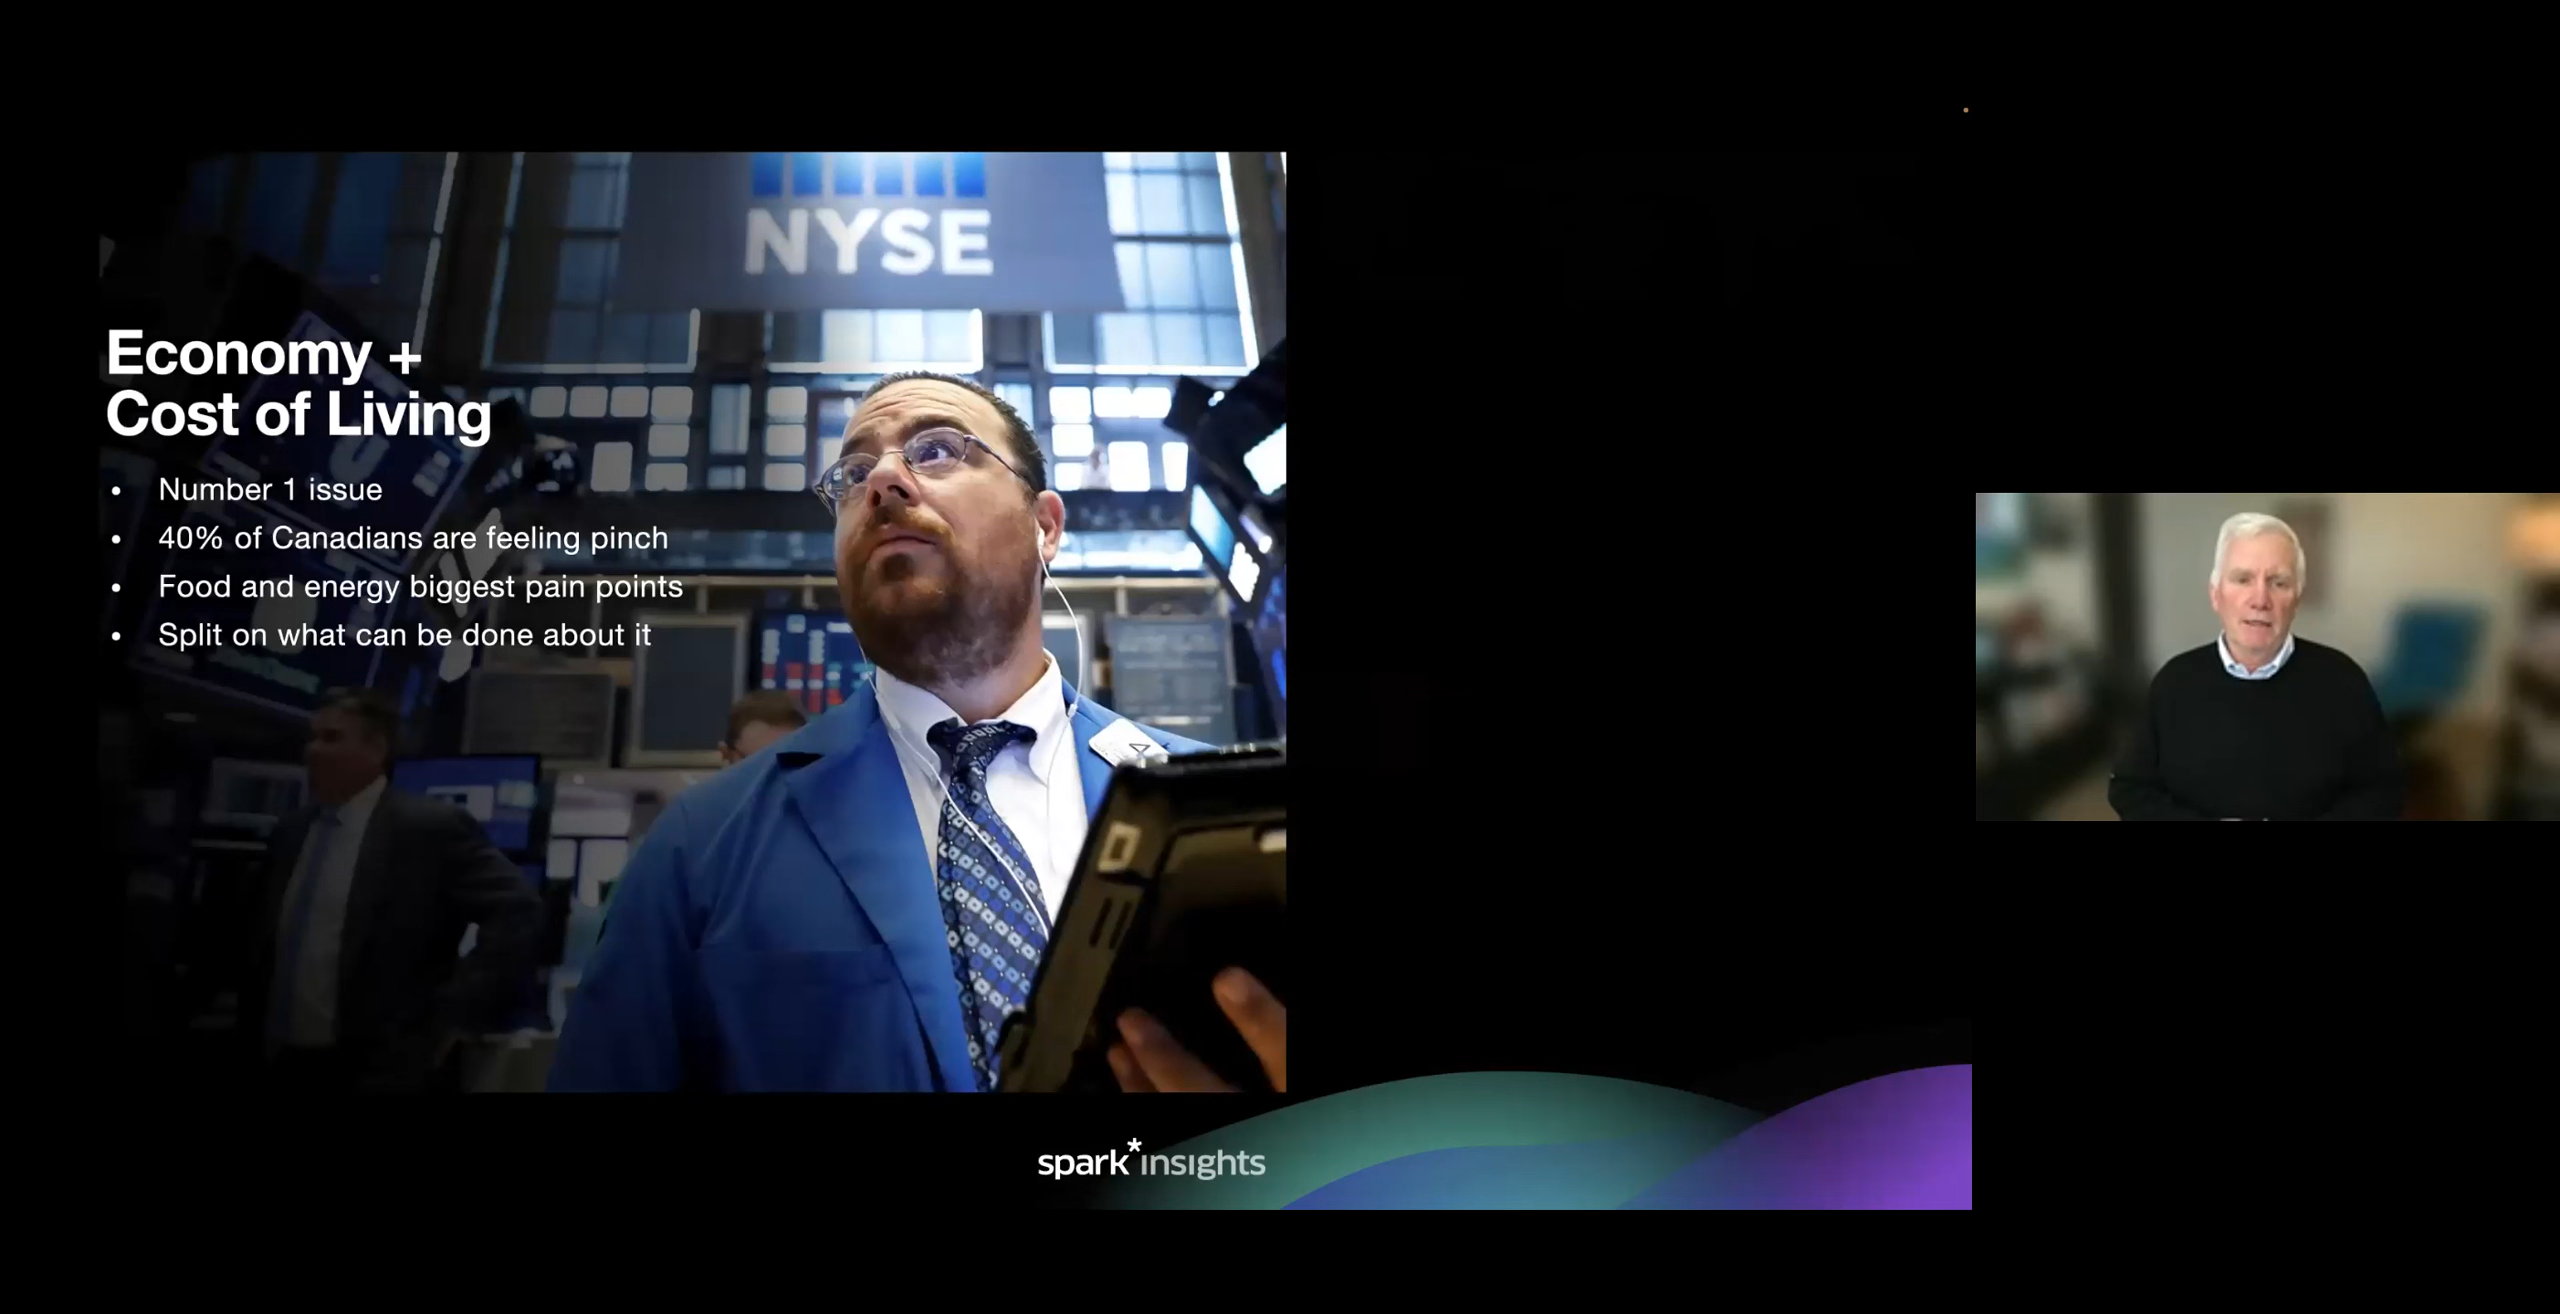 NYSE
Economy +
Cost of Living
• Number 1 issue
• 40% of Canadians are feeling pinch
• Food and energy biggest pain points
• Split on what can be done about it
spark*insights